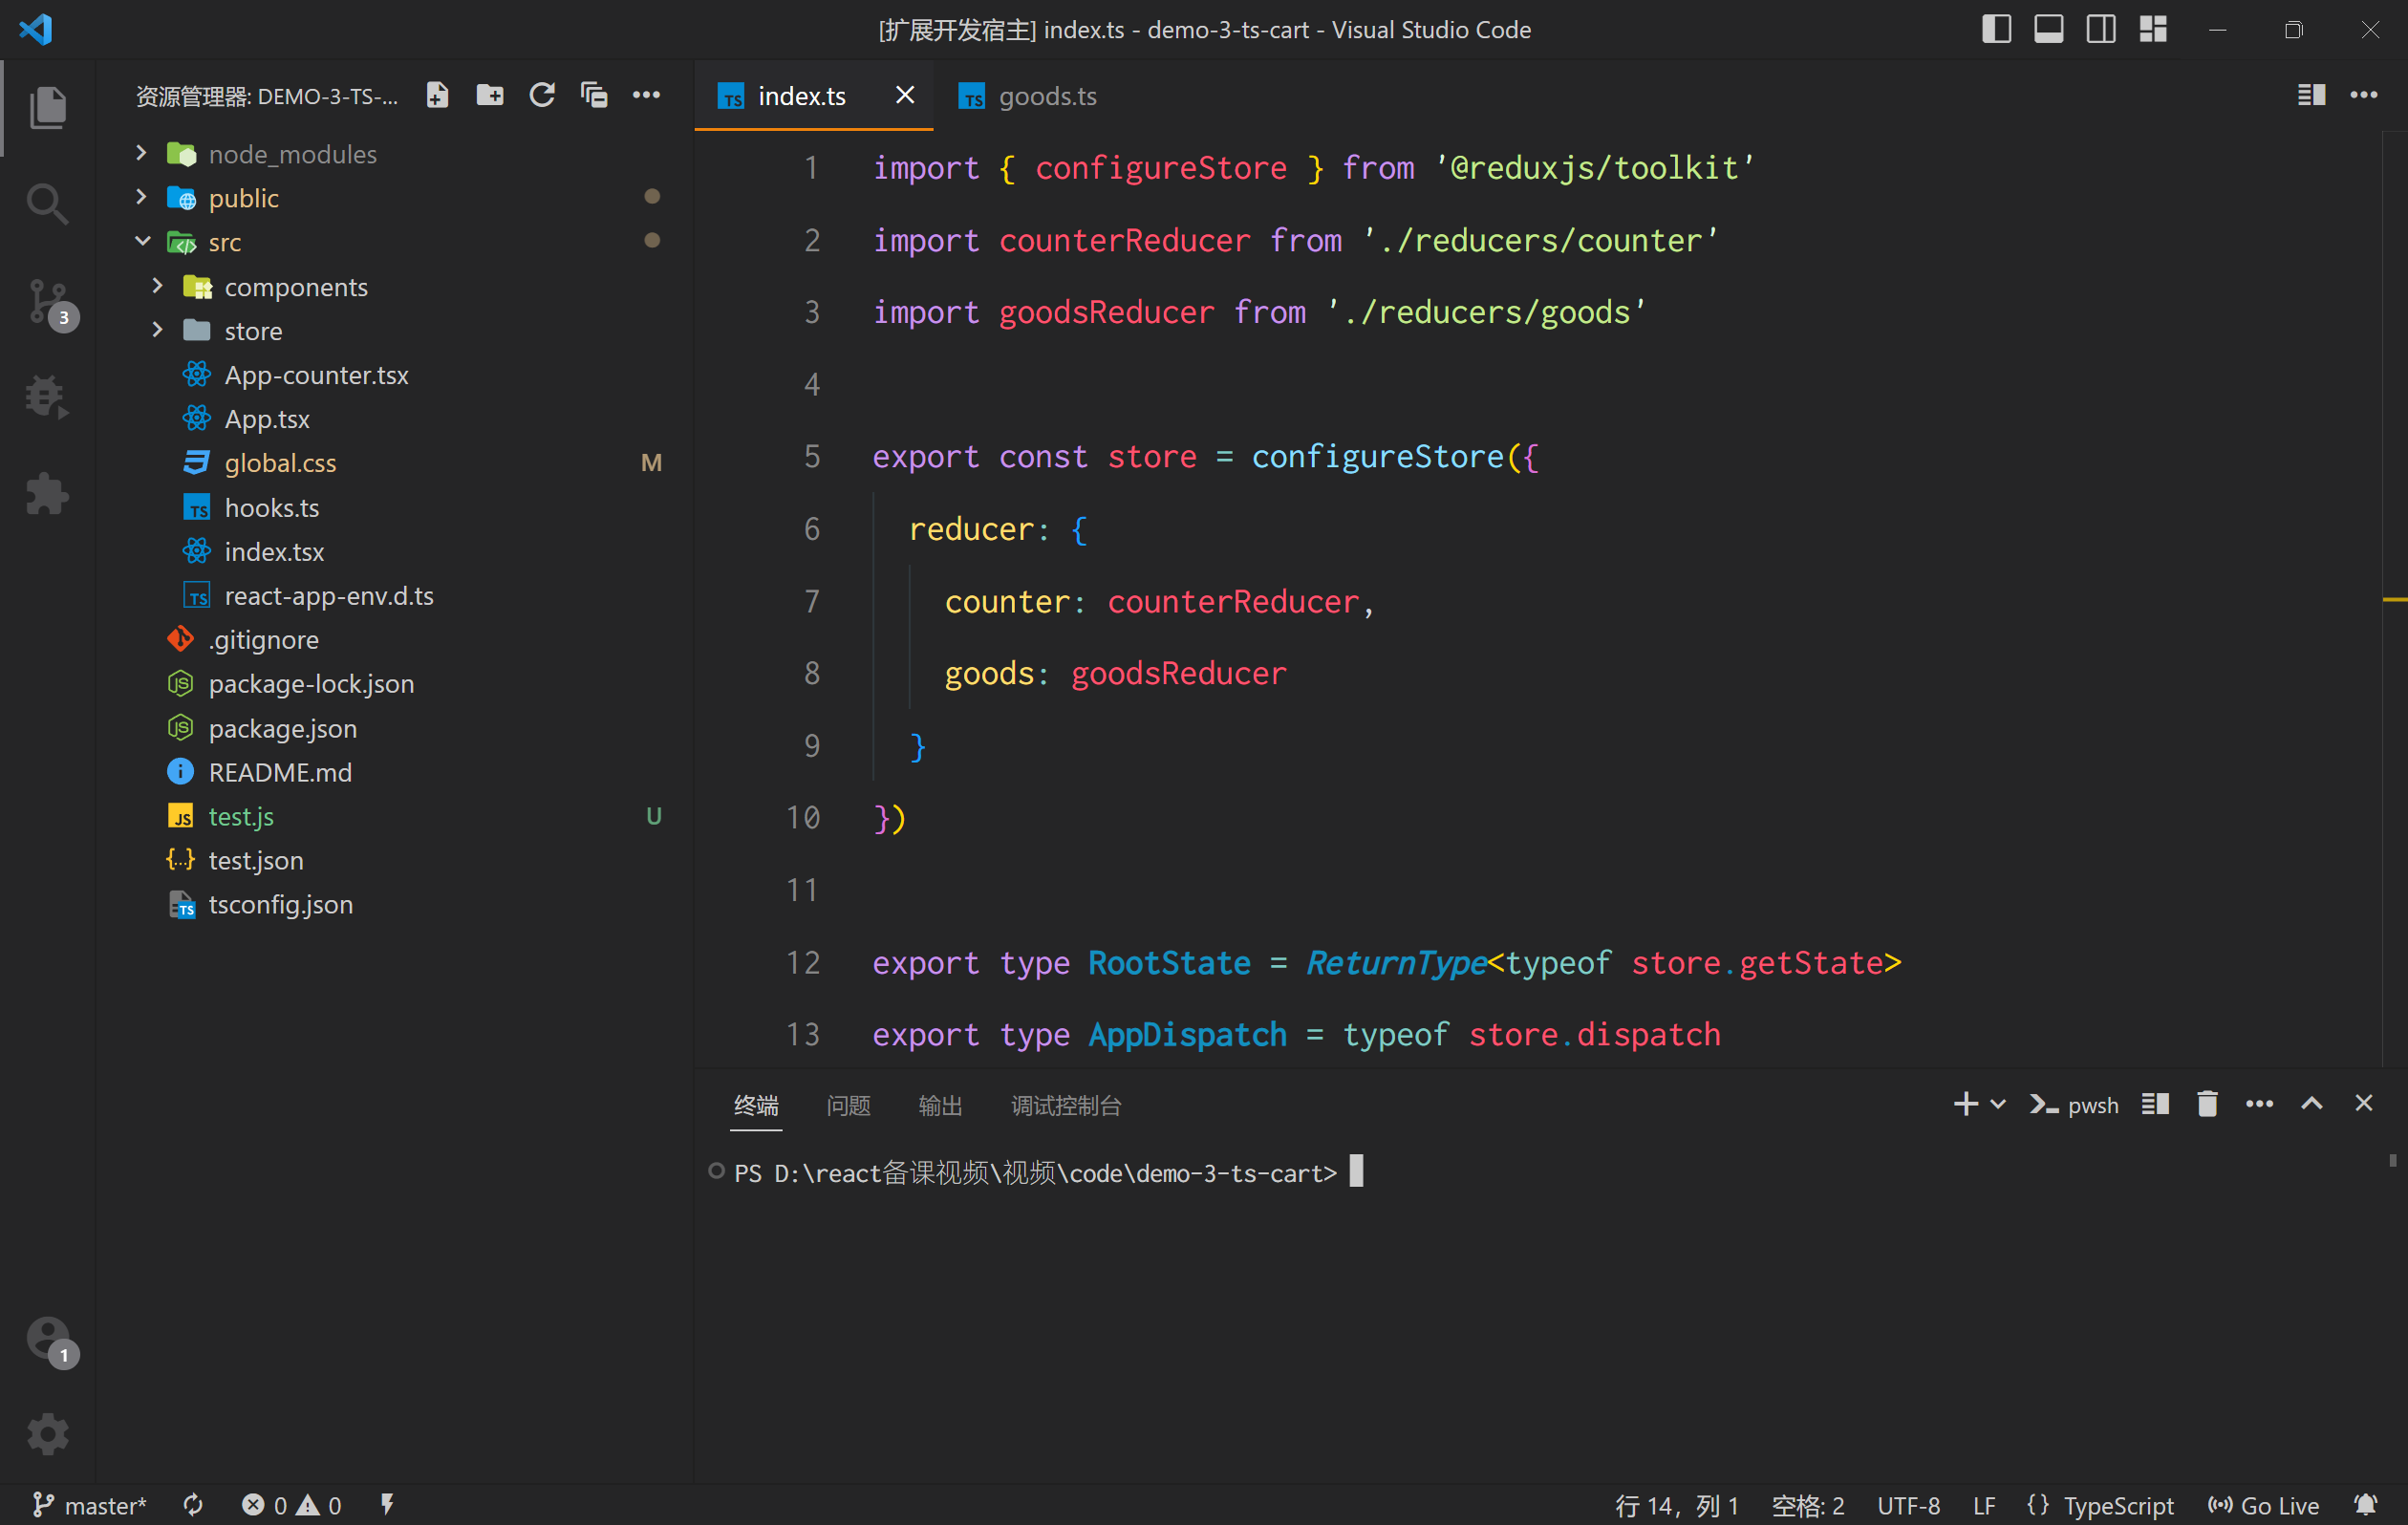 [扩展开发宿主] index.ts - demo-3-ts-cart - Visual Studio Code
资源管理器: DEMO-3-TS-...
node_modules
public
src
components
store
App-counter.tsx
App.tsx
global.css M
TS hooks.ts
index.tsx
TS react-app-env.d.ts
.gitignore
JS package-lock.json
JS package.json
README.md
JS test.js U
{...} test.json
TS tsconfig.json
3
1
TS index.ts
TS goods.ts
1 import { configureStore } from '@reduxjs/toolkit'
2 import counterReducer from './reducers/counter'
3 import goodsReducer from './reducers/goods'
4
5 export const store = configureStore({
6 reducer: {
7 counter: counterReducer,
8 goods: goodsReducer
9 }
10 })
11
12 export type RootState = ReturnType<typeof store.getState>
13 export type AppDispatch = typeof store.dispatch
终端 问题 输出 调试控制台 pwsh
PS D:\react备课视频\视频\code\demo-3-ts-cart>
master* 0 0 行 14，列 1 空格: 2 UTF-8 LF {} TypeScript Go Live